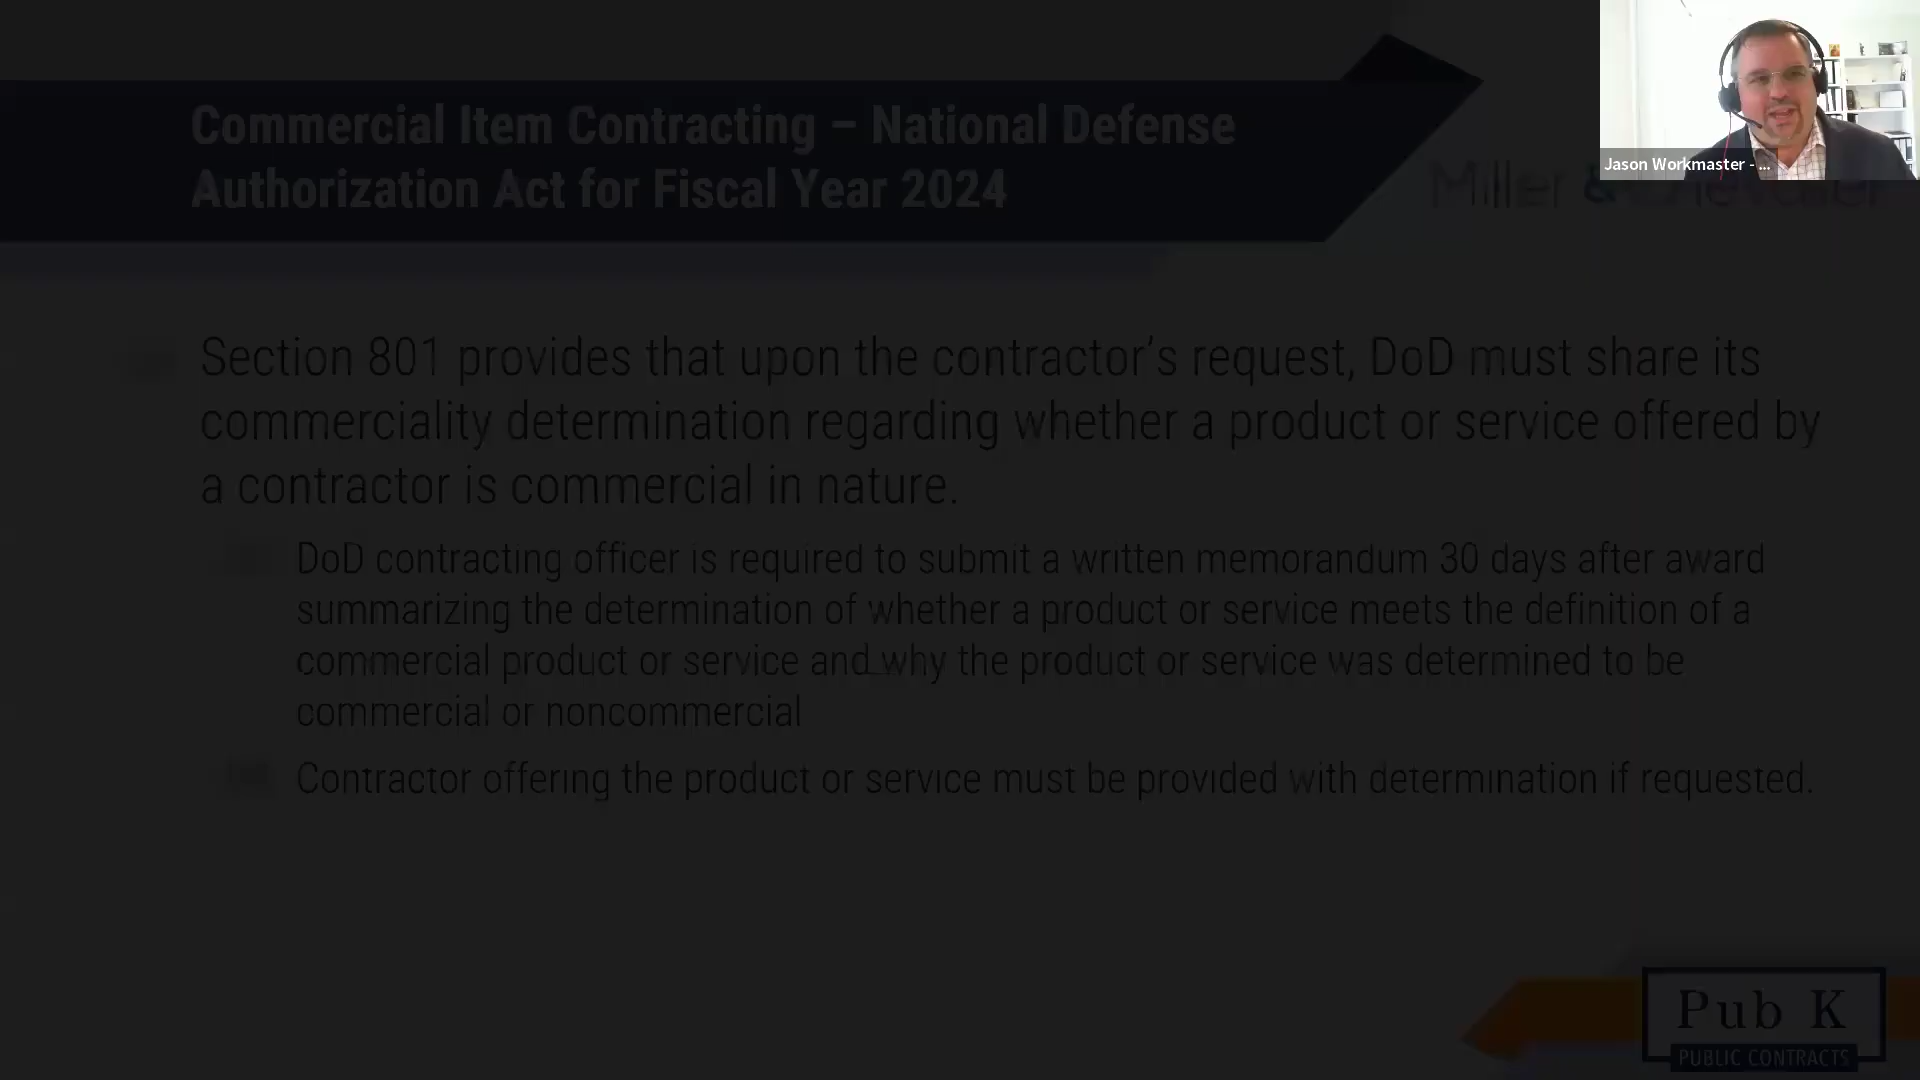 Commercial Item Contracting – National Defense
Authorization Act for Fiscal Year 2024
Jason Workmaster - ...
Miller &
Section 801 provides that upon the contractor's request, DoD must share its
commerciality determination regarding whether a product or service offered by
a contractor is commercial in nature.
DoD contracting officer is required to submit a written memorandum 30 days after award
summarizing the determination of whether a product or service meets the definition of a
commercial product or service and why the product or service was determined to be
commercial or noncommercial
Contractor offering the product or service must be provided with determination if requested.
Pub K
PUBLIC CONTRACTS